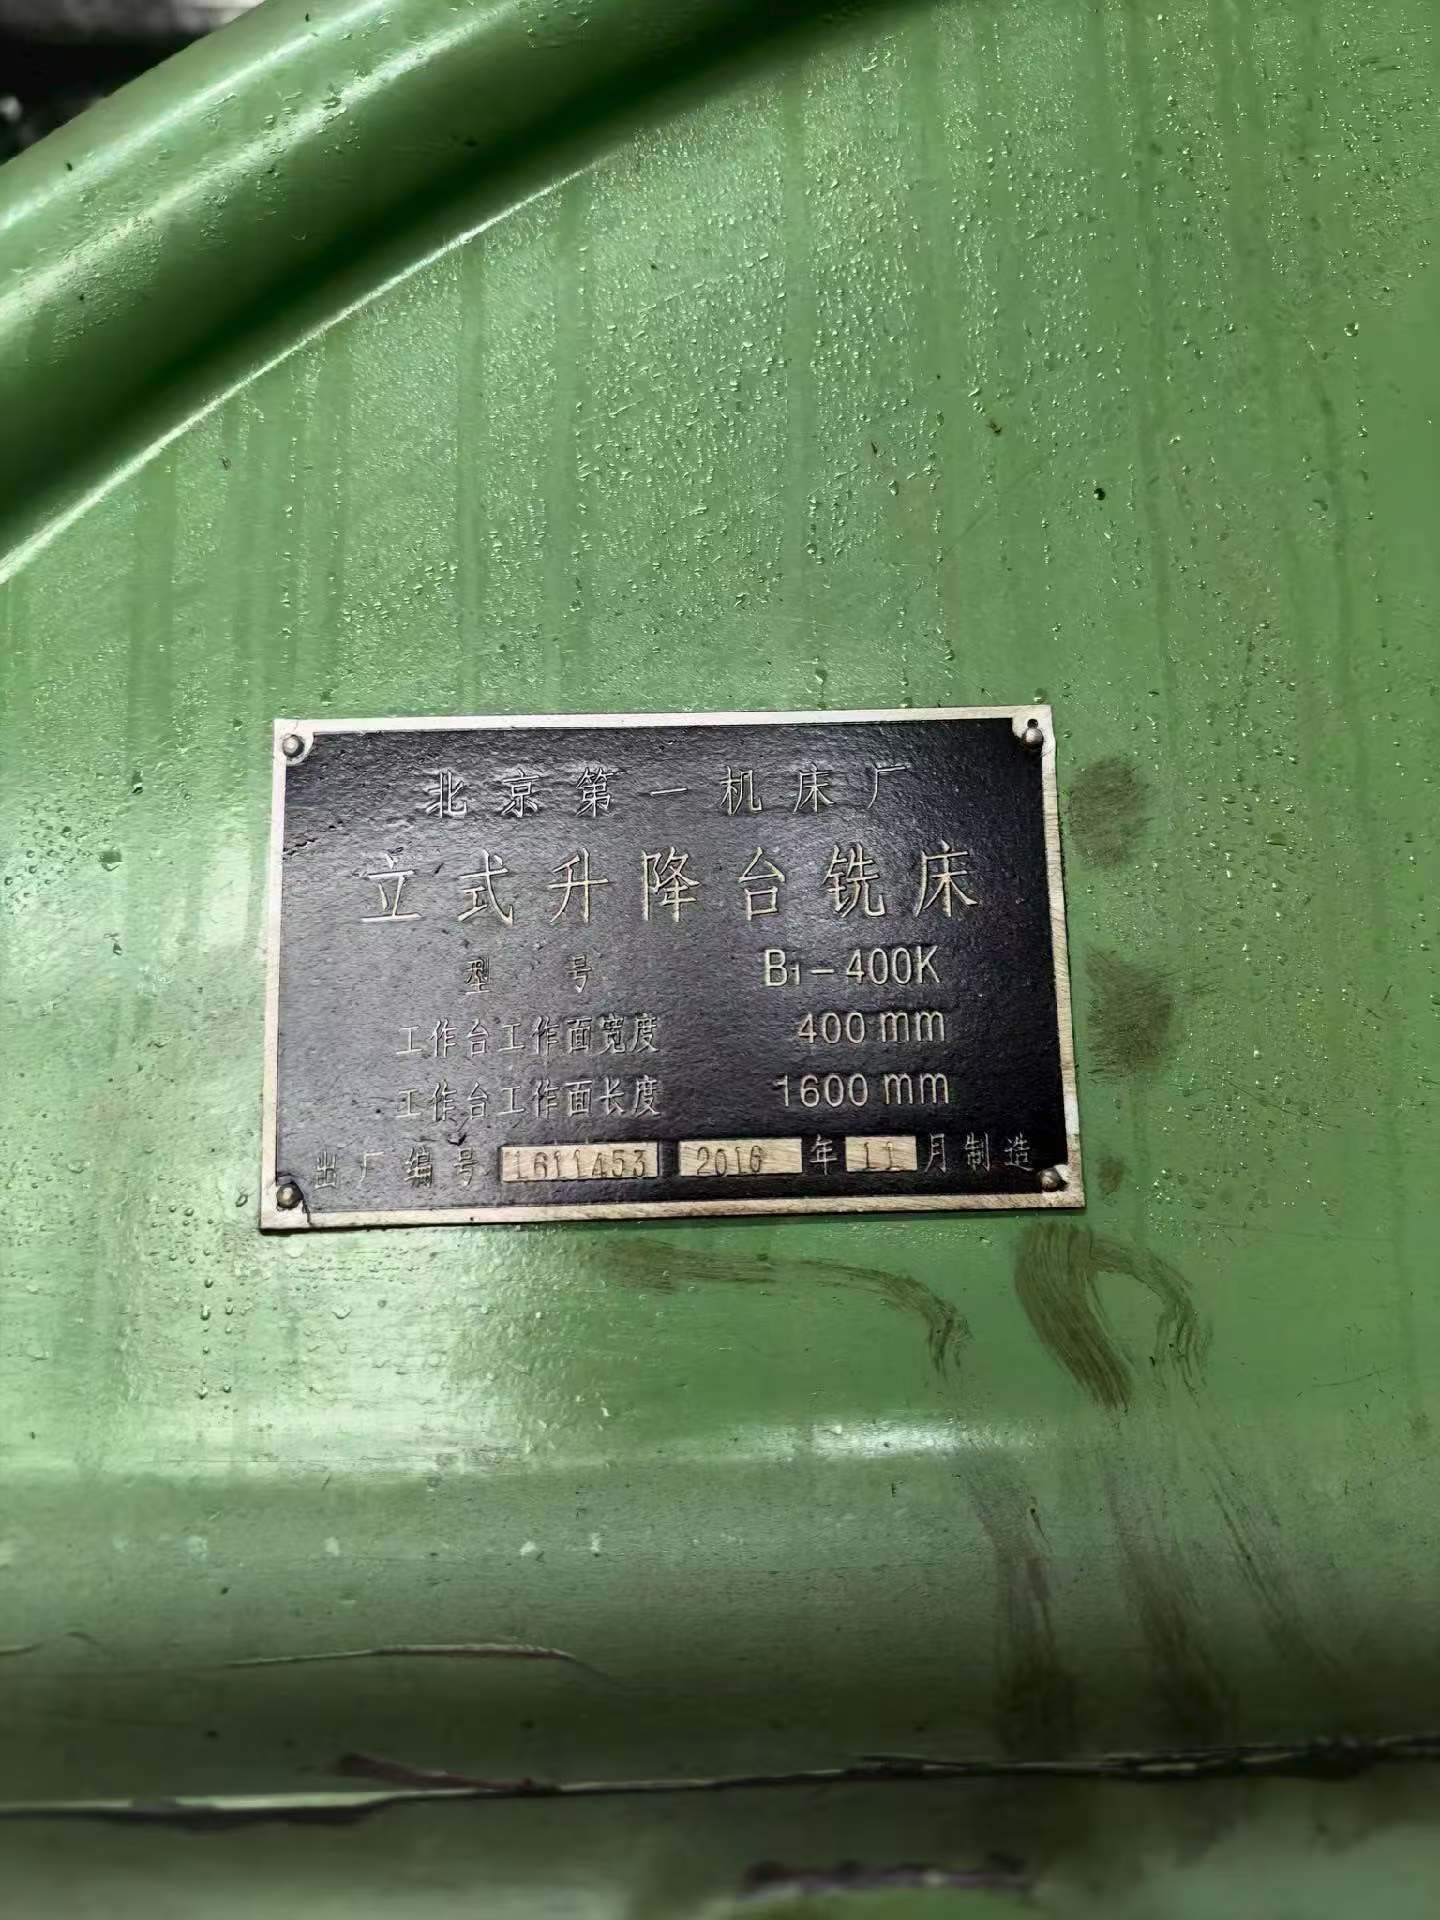 北京第一机床厂
立式升降台铣床
型号 B1-400K
工作台工作面宽度 400 mm
工作台工作面长度 1600 mm
出厂编号 1611453 2016 年 11 月制造